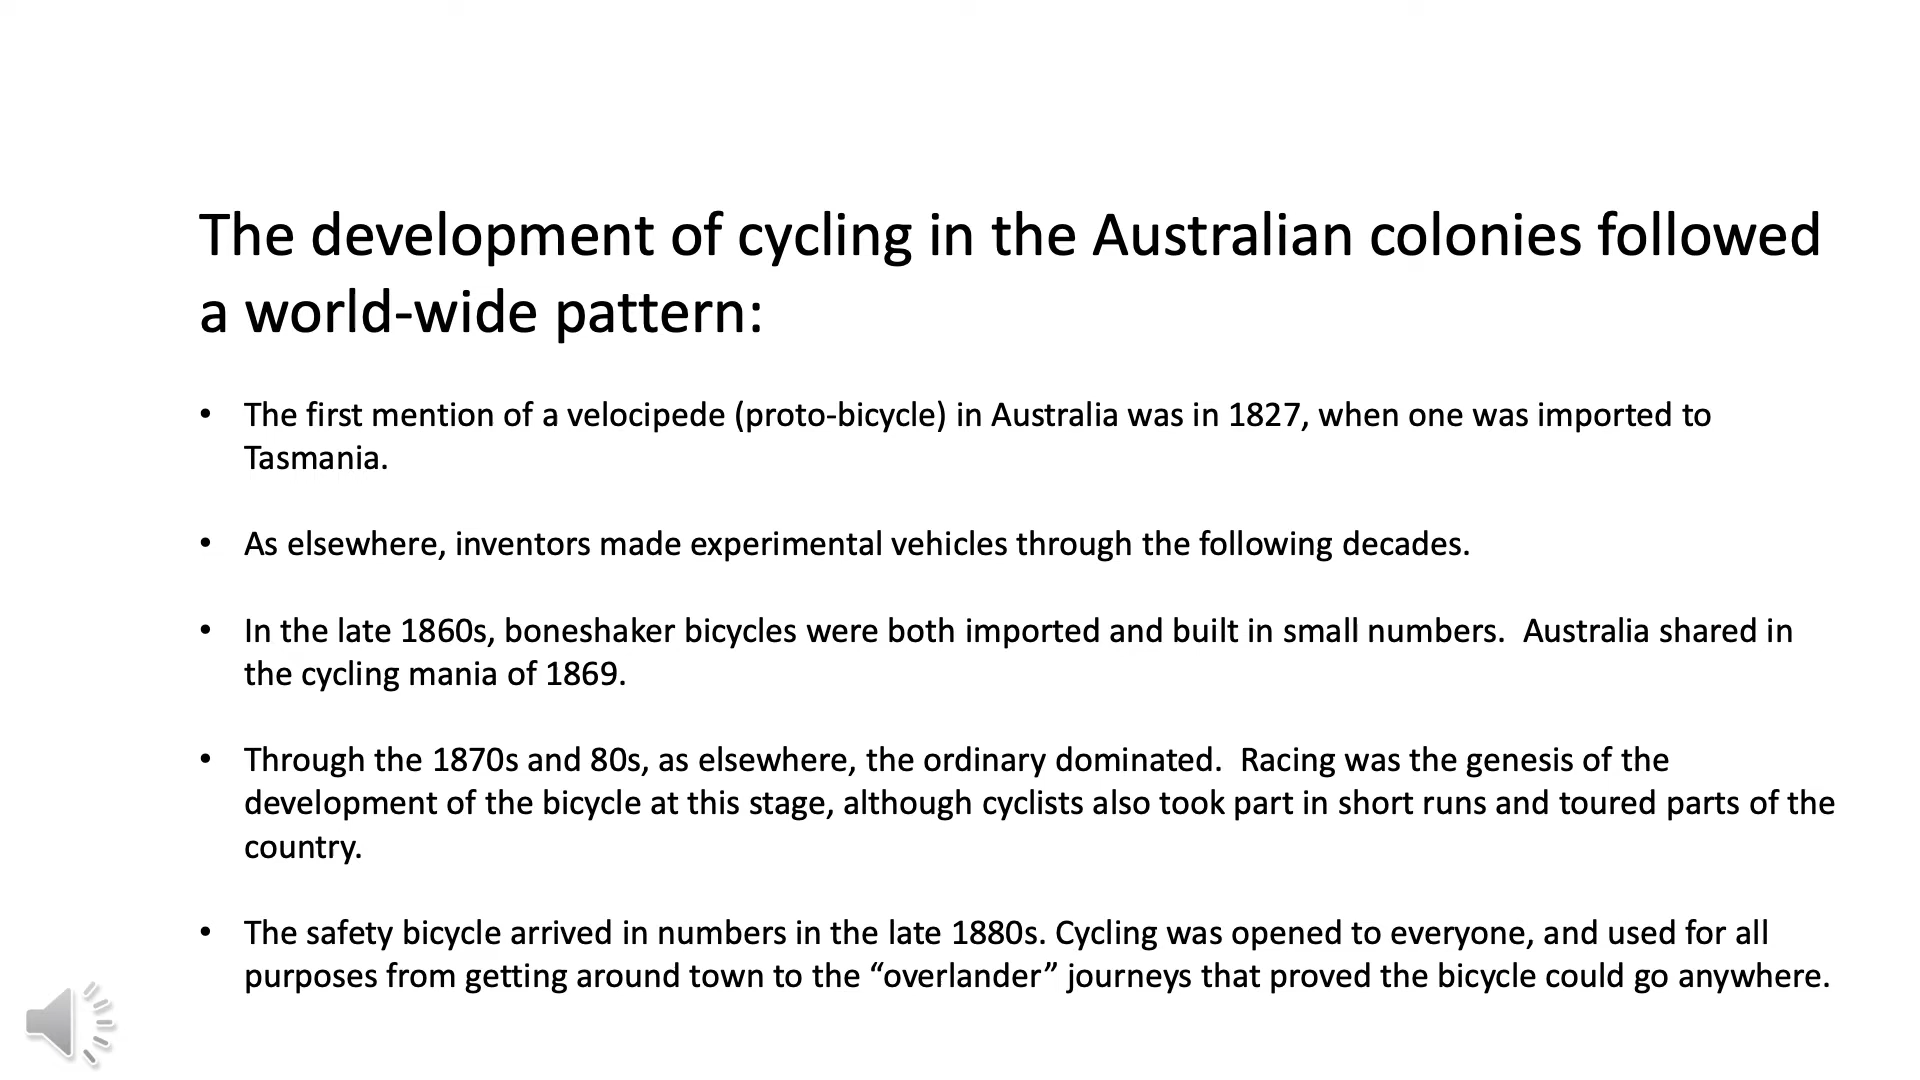 The development of cycling in the Australian colonies followed
a world-wide pattern:
• The first mention of a velocipede (proto-bicycle) in Australia was in 1827, when one was imported to
Tasmania.
• As elsewhere, inventors made experimental vehicles through the following decades.
• In the late 1860s, boneshaker bicycles were both imported and built in small numbers.  Australia shared in
the cycling mania of 1869.
• Through the 1870s and 80s, as elsewhere, the ordinary dominated.  Racing was the genesis of the
development of the bicycle at this stage, although cyclists also took part in short runs and toured parts of the
country.
• The safety bicycle arrived in numbers in the late 1880s. Cycling was opened to everyone, and used for all
purposes from getting around town to the “overlander” journeys that proved the bicycle could go anywhere.